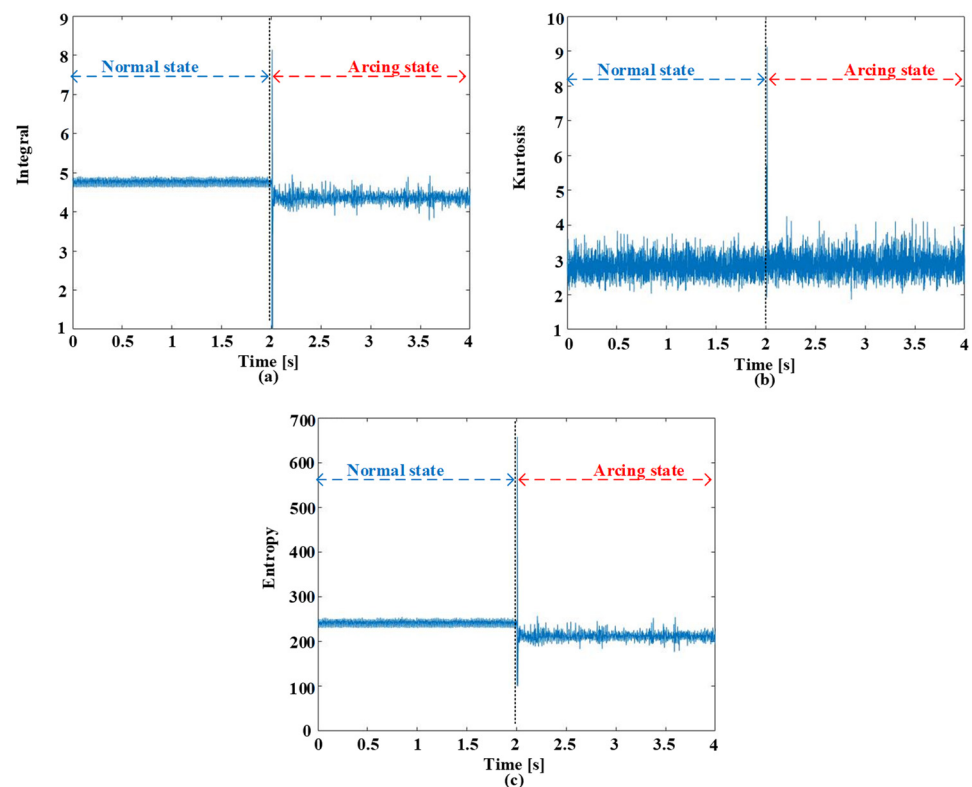 9
8
7
6
5
4
3
2
1
Integral
Normal state
Arcing state
0 0.5 1 1.5 2 2.5 3 3.5 4
Time [s]
(a)
10
9
8
7
6
5
4
3
2
1
Kurtosis
Normal state
Arcing state
0 0.5 1 1.5 2 2.5 3 3.5 4
Time [s]
(b)
700
600
500
400
300
200
100
0
Entropy
Normal state
Arcing state
0 0.5 1 1.5 2 2.5 3 3.5 4
Time [s]
(c)